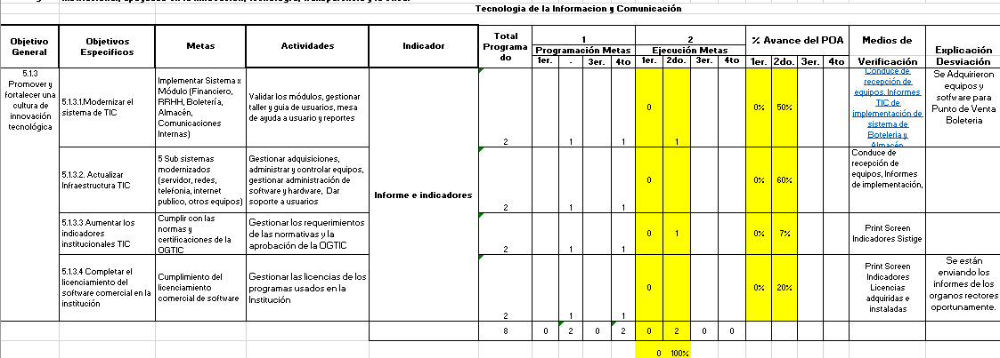 Tecnologia de la Informacion y Comunicación
Objetivo General
Objetivos Específicos
Metas
Actividades
Indicador
Total Programado
1
Programación Metas
1er. - 3er. 4to
2
Ejecución Metas
1er. 2do. 3er. 4to
% Avance del POA
1er. 2do. 3er. 4to
Medios de Verificación
Explicación Desviación
5.1.3
Promover y
fortalecer una
cultura de
innovación
tecnológica
5.1.3.1.Modernizar el
sistema de TIC
Implementar Sistema x
Módulo (Financiero,
RRHH, Boletería,
Almacén,
Comunicaciones
Internas)
Validar los módulos, gestionar
taller y guia de usuarios, mesa
de ayuda a usuario y reportes
Informe e indicadores
2 1 1 0 1 0% 50%
Conduce de
recepción de
equipos, Informes
TIC de
implementación de
sistema de
Boteleria y
Almacén
Se Adquirieron
equipos y
sotfware para
Punto de Venta
Boleteria
5.1.3.2. Actualizar
Infraestructura TIC
5 Sub sistemas
modernizados
(servidor, redes,
telefonia, internet
publico, otros equipos)
Gestionar adquisiciones,
administrar y controlar equipos,
gestionar administración de
software y hardware, Dar
soporte a usuarios
2 1 1 0 0% 60%
Conduce de
recepción de
equipos, Informes
de implementación,
5.1.3.3 Aumentar los
indicadores
institucionales TIC
Cumplir con las
normas y
certificaciones de la
OGTIC
Gestionar los requerimientos
de las normativas y la
aprobación de la OGTIC
2 1 1 0 1 0% 7%
Print Screen
Indicadores Sistige
5.1.3.4 Completar el
licenciamiento del
software comercial en la
institución
Cumplimiento del
licenciamiento
comercial de software
Gestionar las licencias de los
programas usados en la
Institución
2 1 1 0 0% 20%
Print Screen
Indicadores
Licencias
adquiridas e
instaladas
Se están
enviando los
informes de los
organos rectores
oportunamente.
8 0 2 0 2 0 2 0 0
0 100%